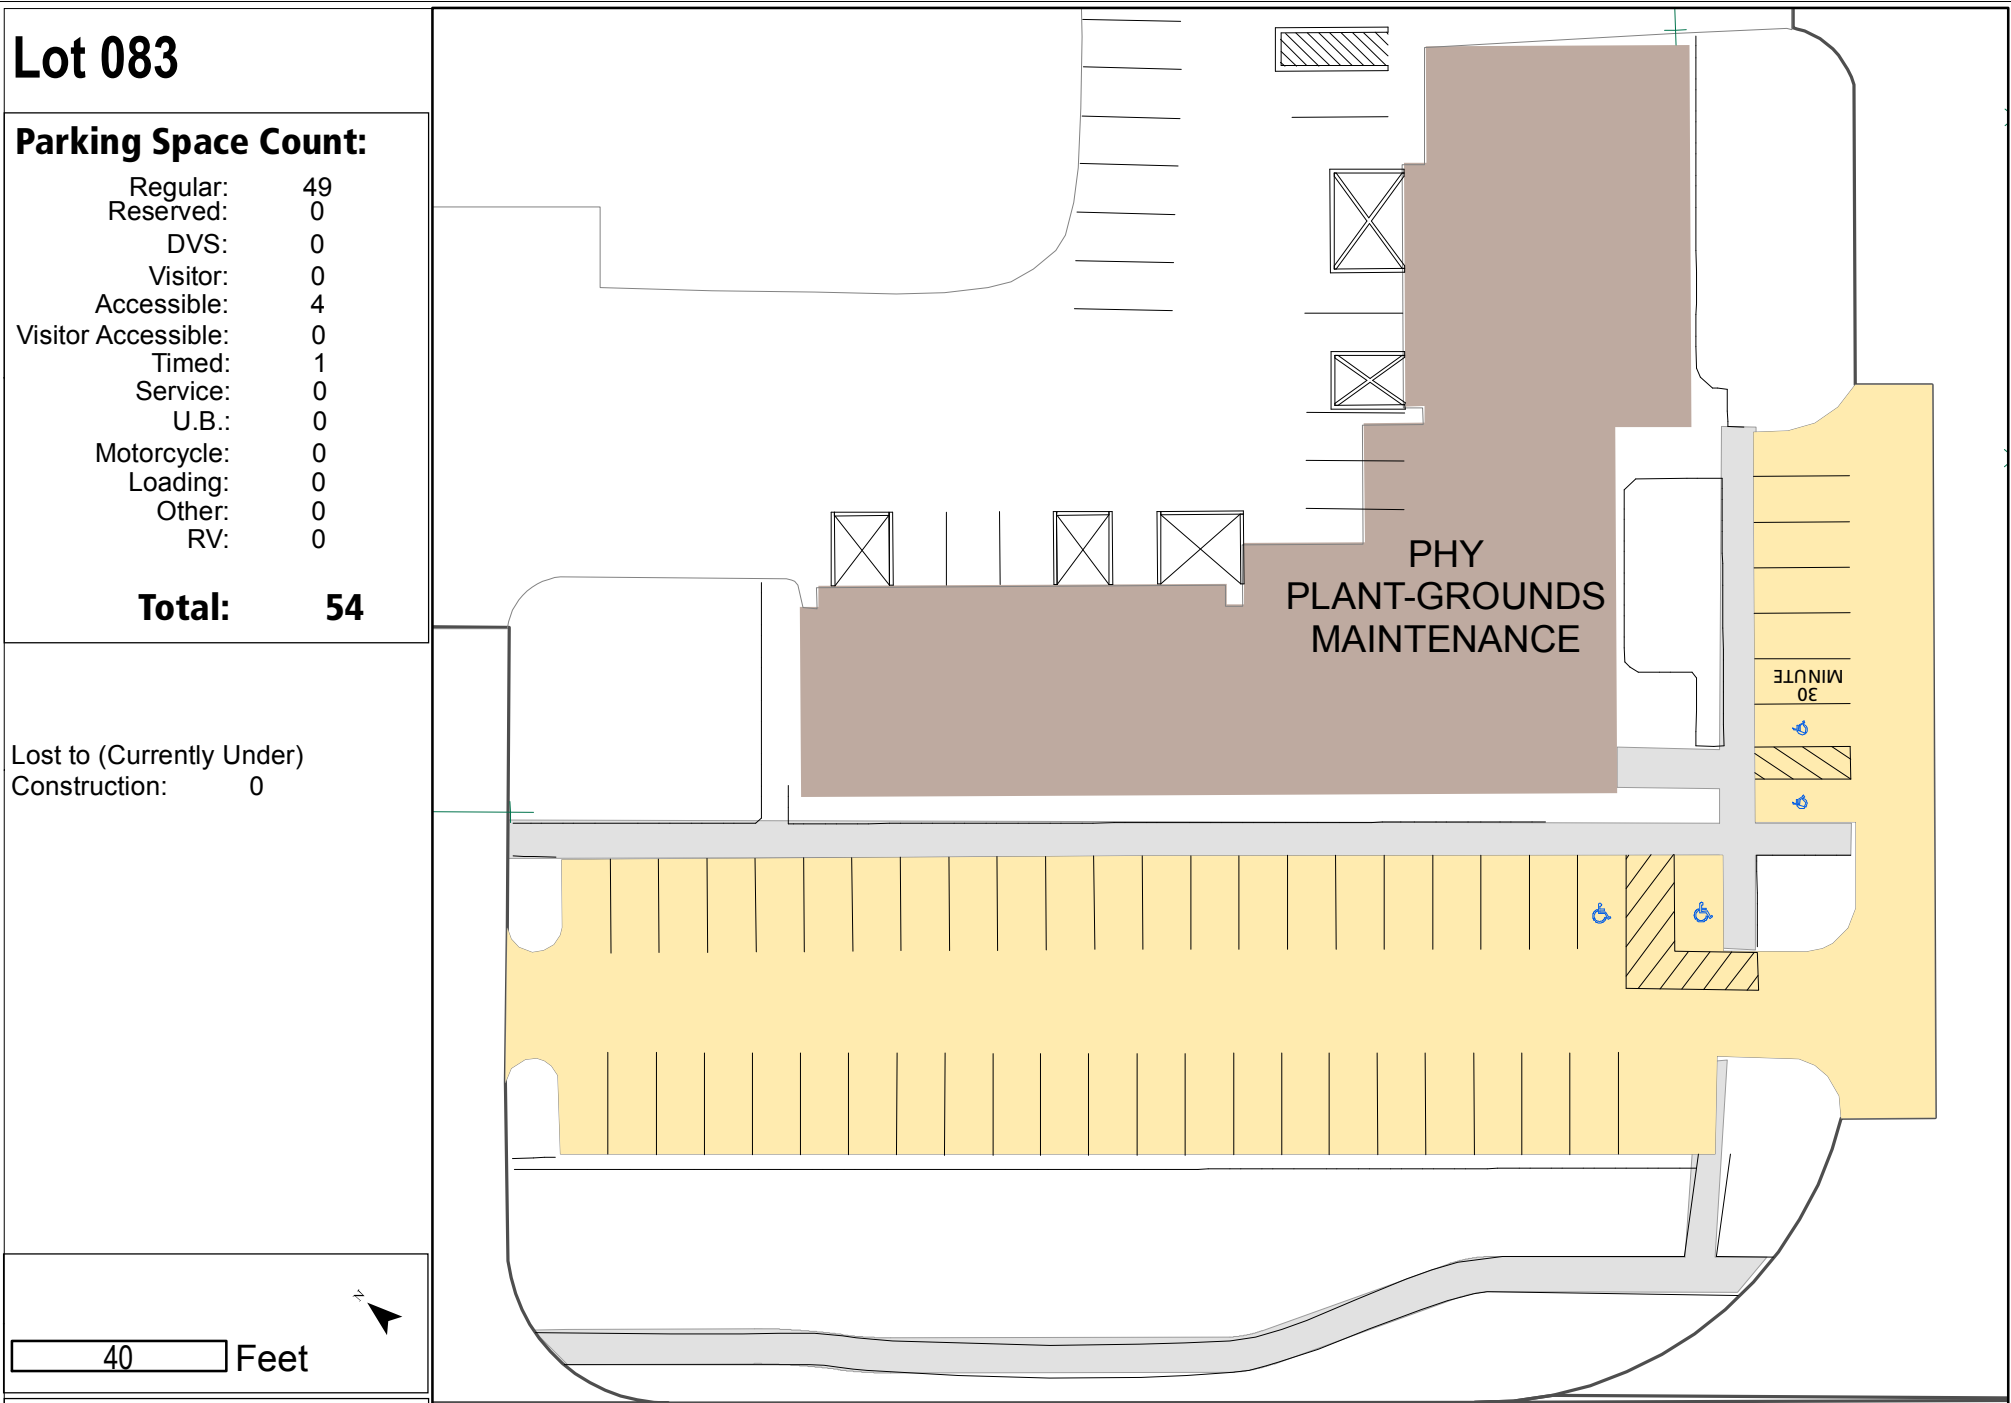 Lot 083
Parking Space Count:
Regular: 49
Reserved: 0
DVS: 0
Visitor: 0
Accessible: 4
Visitor Accessible: 0
Timed: 1
Service: 0
U.B.: 0
Motorcycle: 0
Loading: 0
Other: 0
RV: 0
Total: 54
Lost to (Currently Under)
Construction: 0
N
40 Feet
PHY
PLANT-GROUNDS
MAINTENANCE
30
MINUTE